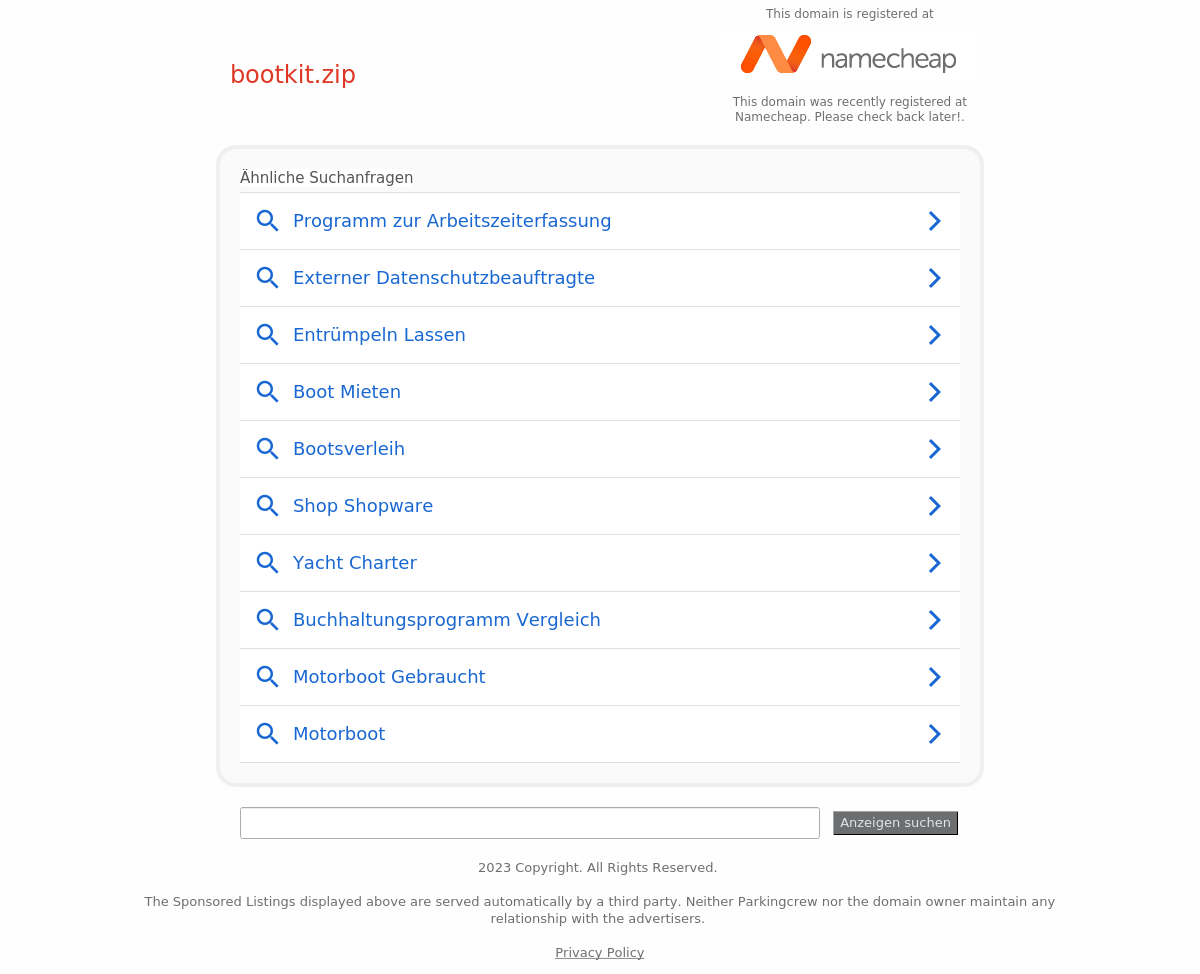 This domain is registered at
namecheap
bootkit.zip
This domain was recently registered at
Namecheap. Please check back later!.
Ähnliche Suchanfragen
Programm zur Arbeitszeiterfassung
Externer Datenschutzbeauftragte
Entrümpeln Lassen
Boot Mieten
Bootsverleih
Shop Shopware
Yacht Charter
Buchhaltungsprogramm Vergleich
Motorboot Gebraucht
Motorboot
Anzeigen suchen
2023 Copyright. All Rights Reserved.
The Sponsored Listings displayed above are served automatically by a third party. Neither Parkingcrew nor the domain owner maintain any
relationship with the advertisers.
Privacy Policy